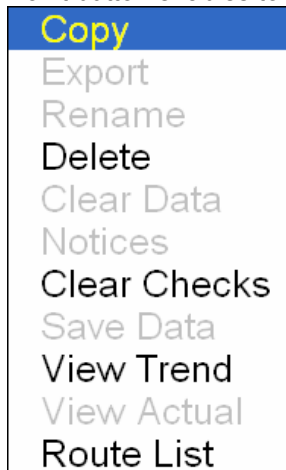 Copy
Export
Rename
Delete
Clear Data
Notices
Clear Checks
Save Data
View Trend
View Actual
Route List